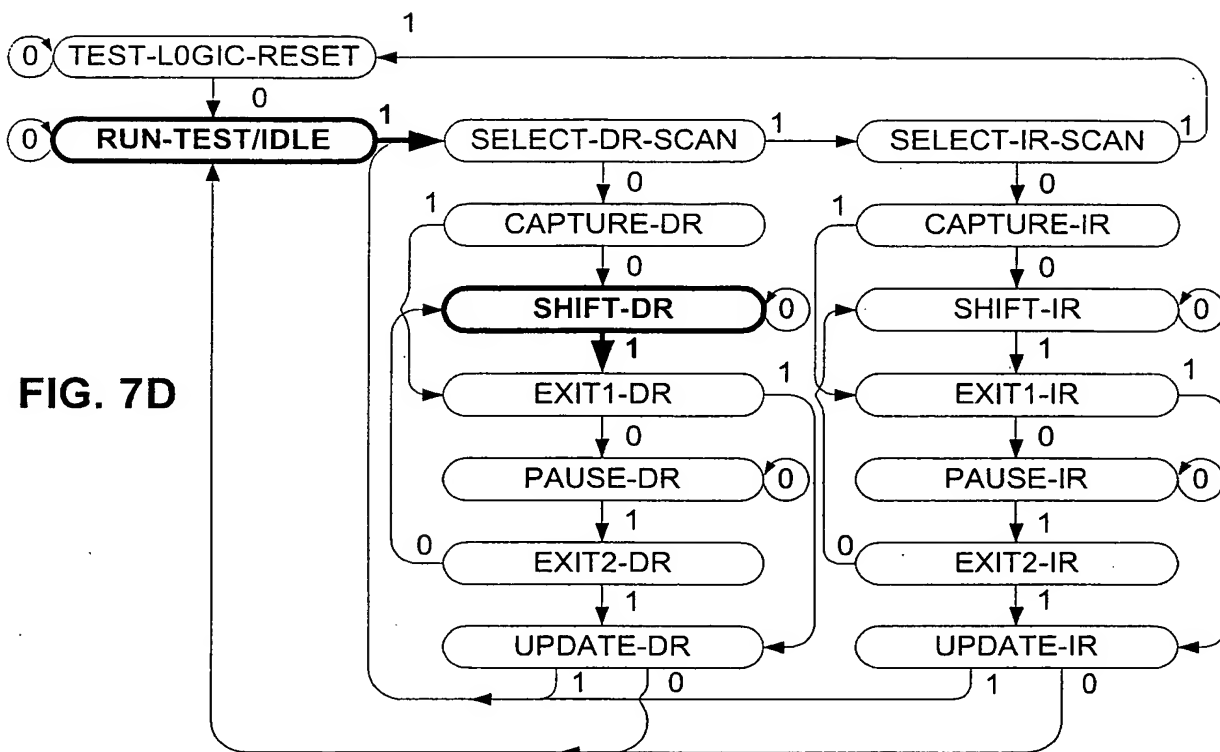 1
0 TEST-L0GIC-RESET
0
0 RUN-TEST/IDLE 1 SELECT-DR-SCAN 1 SELECT-IR-SCAN 1
0 0
1 CAPTURE-DR 1 CAPTURE-IR
0 0
SHIFT-DR 0 SHIFT-IR 0
1 1
FIG. 7D EXIT1-DR 1 EXIT1-IR 1
0 0
PAUSE-DR 0 PAUSE-IR 0
1 1
0 EXIT2-DR 0 EXIT2-IR
1 1
UPDATE-DR UPDATE-IR
1 0 1 0